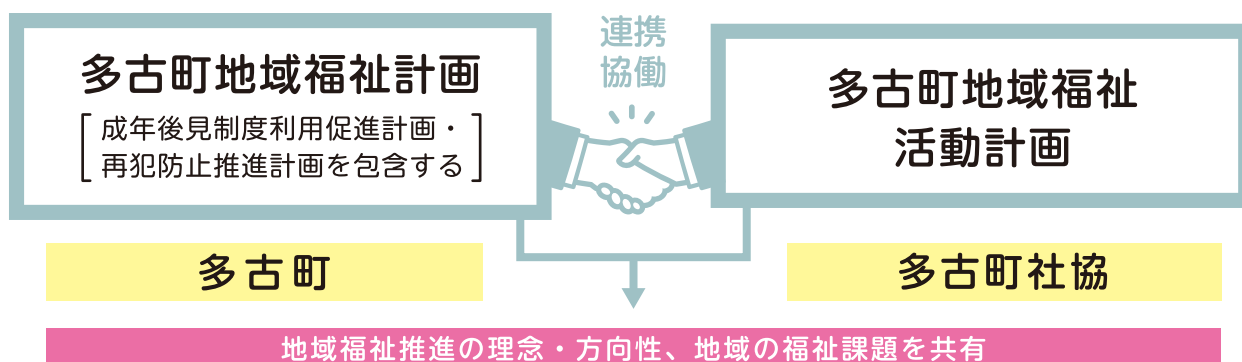 多古町地域福祉計画
成年後見制度利用促進計画・
再犯防止推進計画を包含する
連携
協働
多古町地域福祉
活動計画
多古町
多古町社協
地域福祉推進の理念・方向性、地域の福祉課題を共有